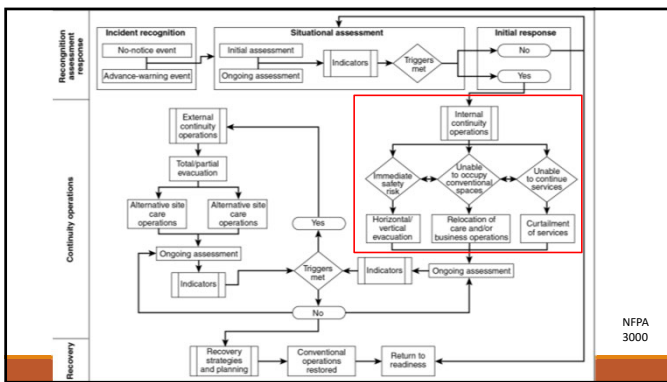 Recongnition
assessment
response
Incident recognition
No-notice event
Advance-warning event
Situational assessment
Initial assessment
Ongoing assessment
Indicators
Triggers
met
Initial response
No
Yes
Continuity operations
External
continuity
operations
Total/partial
evacuation
Alternative site
care
operations
Alternative site
care
operations
Ongoing assessment
Indicators
Yes
Triggers
met
No
Internal
continuity
operations
Immediate
safety
risk
Unable
to occupy
conventional
spaces
Unable
to continue
services
Horizontal/
vertical
evacuation
Relocation of
care and/or
business operations
Curtailment
of services
Ongoing assessment
Indicators
Recovery
Recovery
strategies
and planning
Conventional
operations
restored
Return to
readiness
NFPA
3000